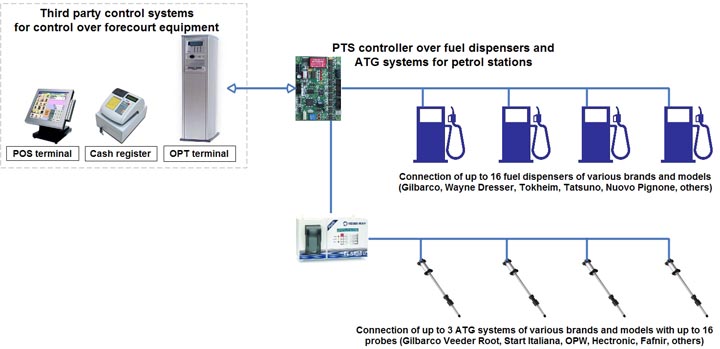 Third party control systems
for control over forecourt equipment
POS terminal
Cash register
OPT terminal
PTS controller over fuel dispensers and
ATG systems for petrol stations
Connection of up to 16 fuel dispensers of various brands and models
(Gilbarco, Wayne Dresser, Tokheim, Tatsuno, Nuovo Pignone, others)
Connection of up to 3 ATG systems of various brands and models with up to 16
probes (Gilbarco Veeder Root, Start Italiana, OPW, Hectronic, Fafnir, others)